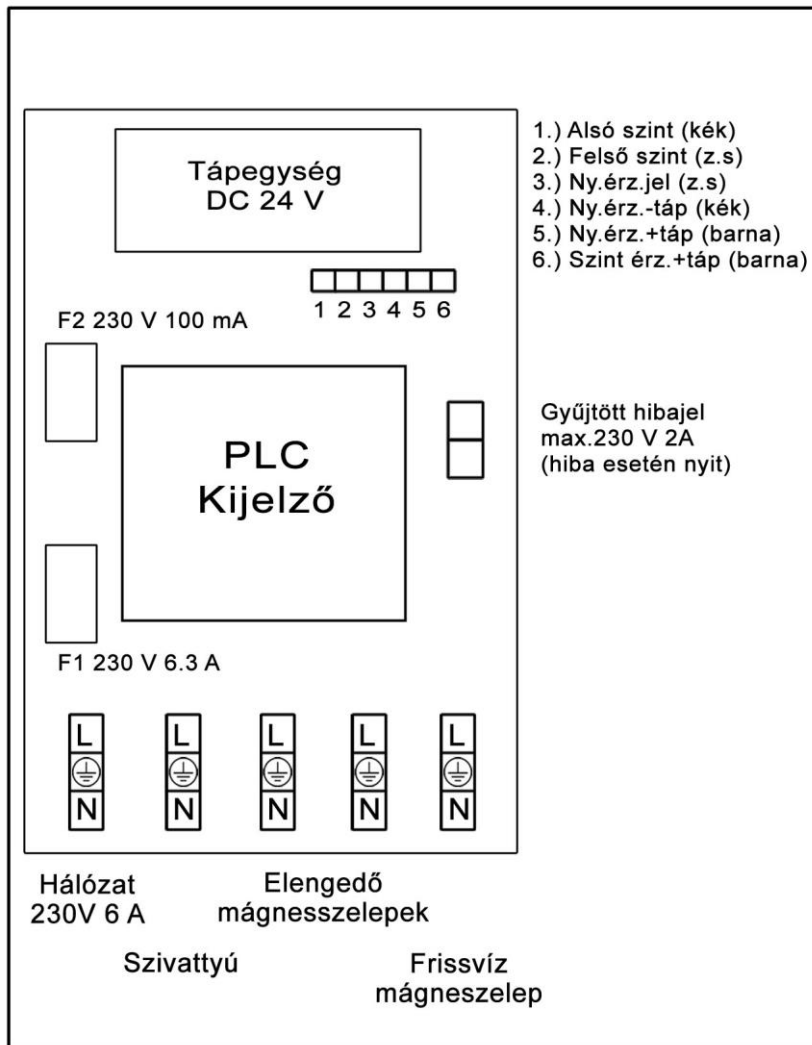 Tápegység
DC 24 V
1.) Alsó szint (kék)
2.) Felső szint (z.s)
3.) Ny.érz.jel (z.s)
4.) Ny.érz.-táp (kék)
5.) Ny.érz.+táp (barna)
6.) Szint érz.+táp (barna)
1 2 3 4 5 6
F2 230 V 100 mA
PLC
Kijelző
Gyűjtött hibajel
max.230 V 2A
(hiba esetén nyit)
F1 230 V 6.3 A
L L L L L
N N N N N
Hálózat
230V 6 A
Elengedő
mágnesszelepek
Szivattyú
Frissvíz
mágneszelep